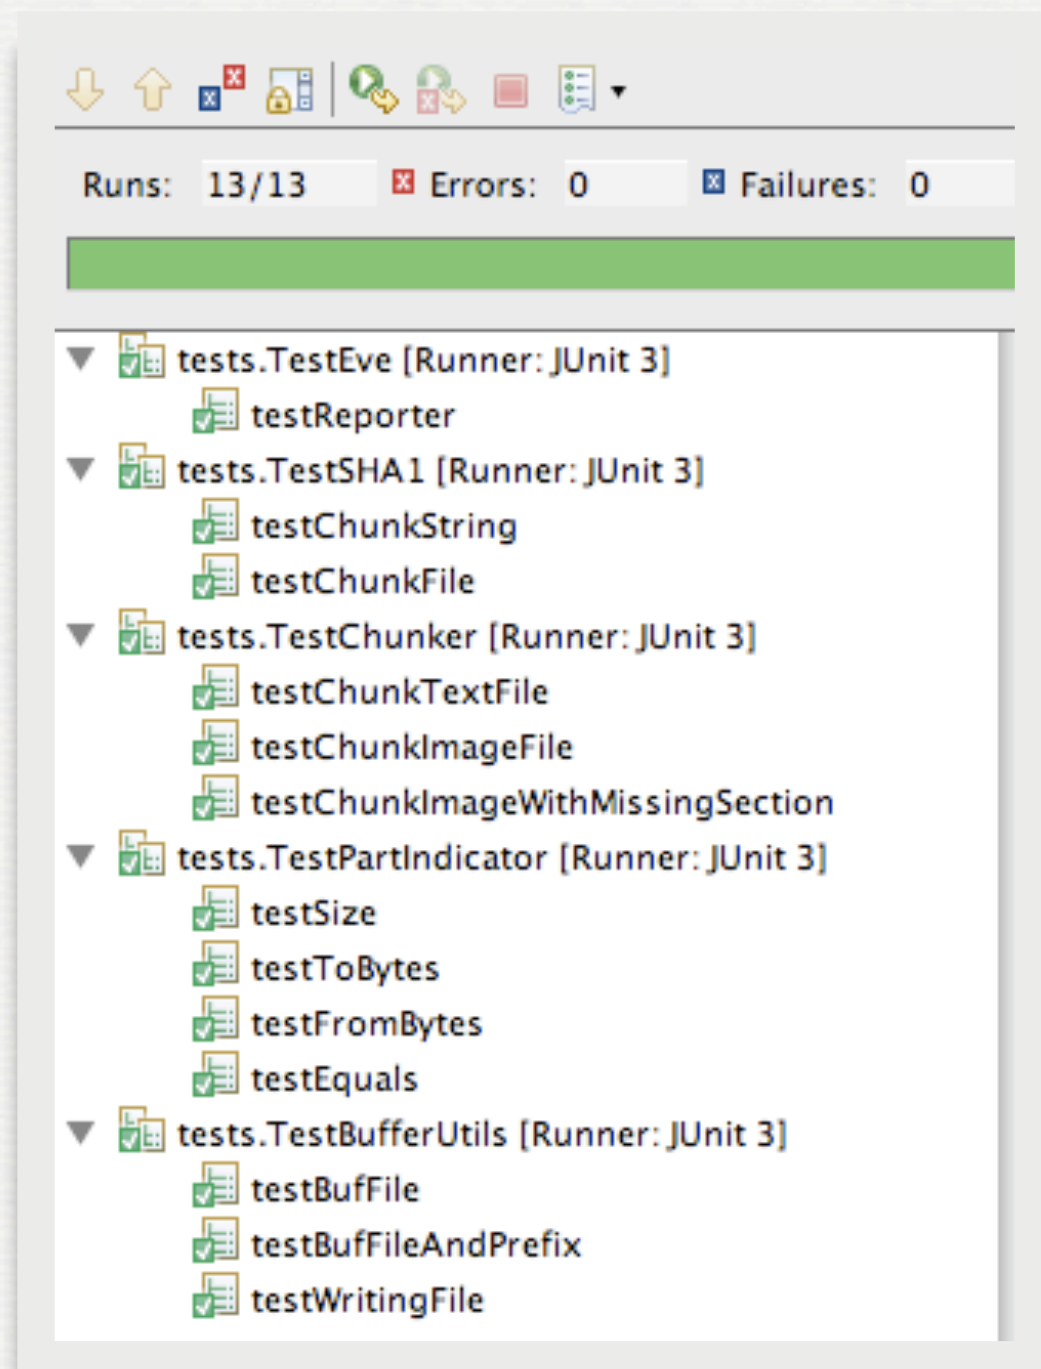 Runs: 13/13 Errors: 0 Failures: 0
tests.TestEve [Runner: JUnit 3]
testReporter
tests.TestSHA1 [Runner: JUnit 3]
testChunkString
testChunkFile
tests.TestChunker [Runner: JUnit 3]
testChunkTextFile
testChunkImageFile
testChunkImageWithMissingSection
tests.TestPartIndicator [Runner: JUnit 3]
testSize
testToBytes
testFromBytes
testEquals
tests.TestBufferUtils [Runner: JUnit 3]
testBufFile
testBufFileAndPrefix
testWritingFile